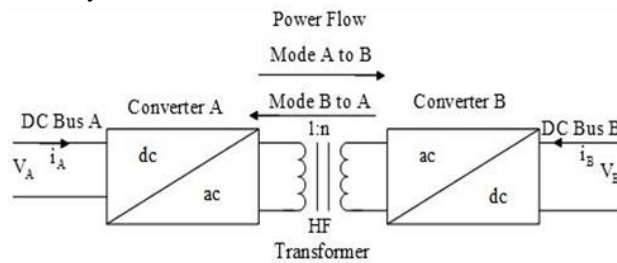 Power Flow
Mode A to B
Mode B to A
Converter A
Converter B
1:n
DC Bus A
DC Bus B
i_A
i_B
V_A
V_B
dc
ac
ac
dc
HF
Transformer